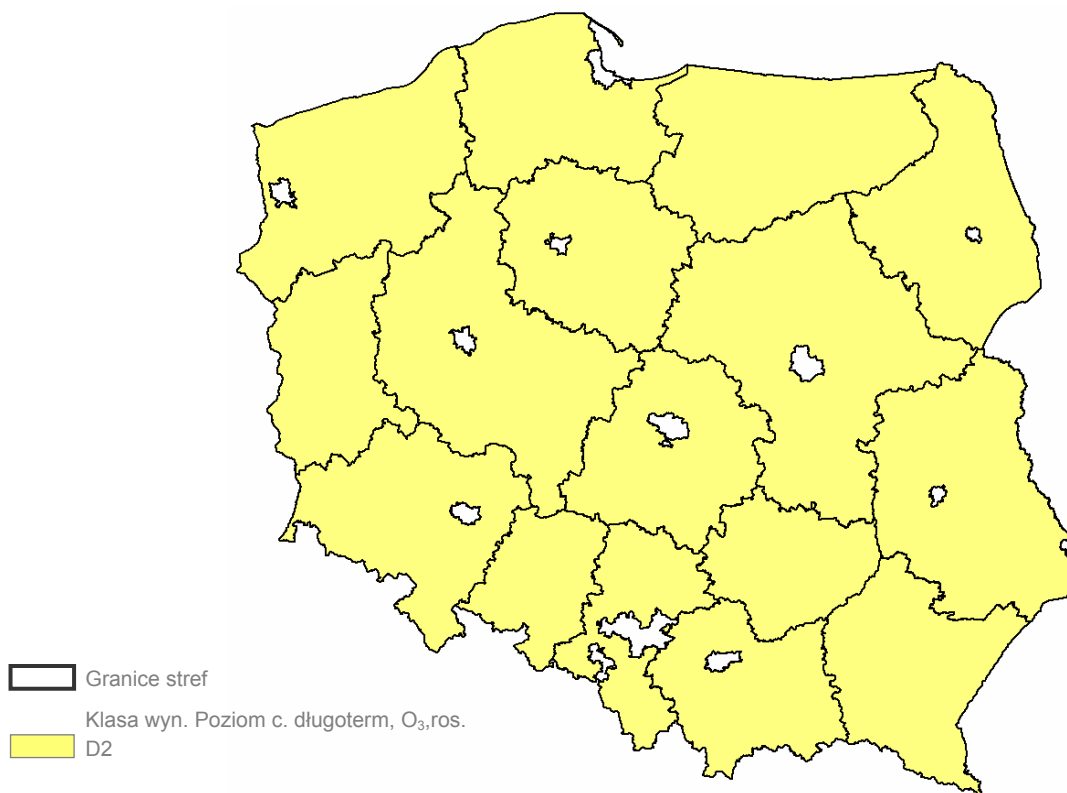 Granice stref
Klasa wyn. Poziom c. długoterm, O₃,ros.
D2